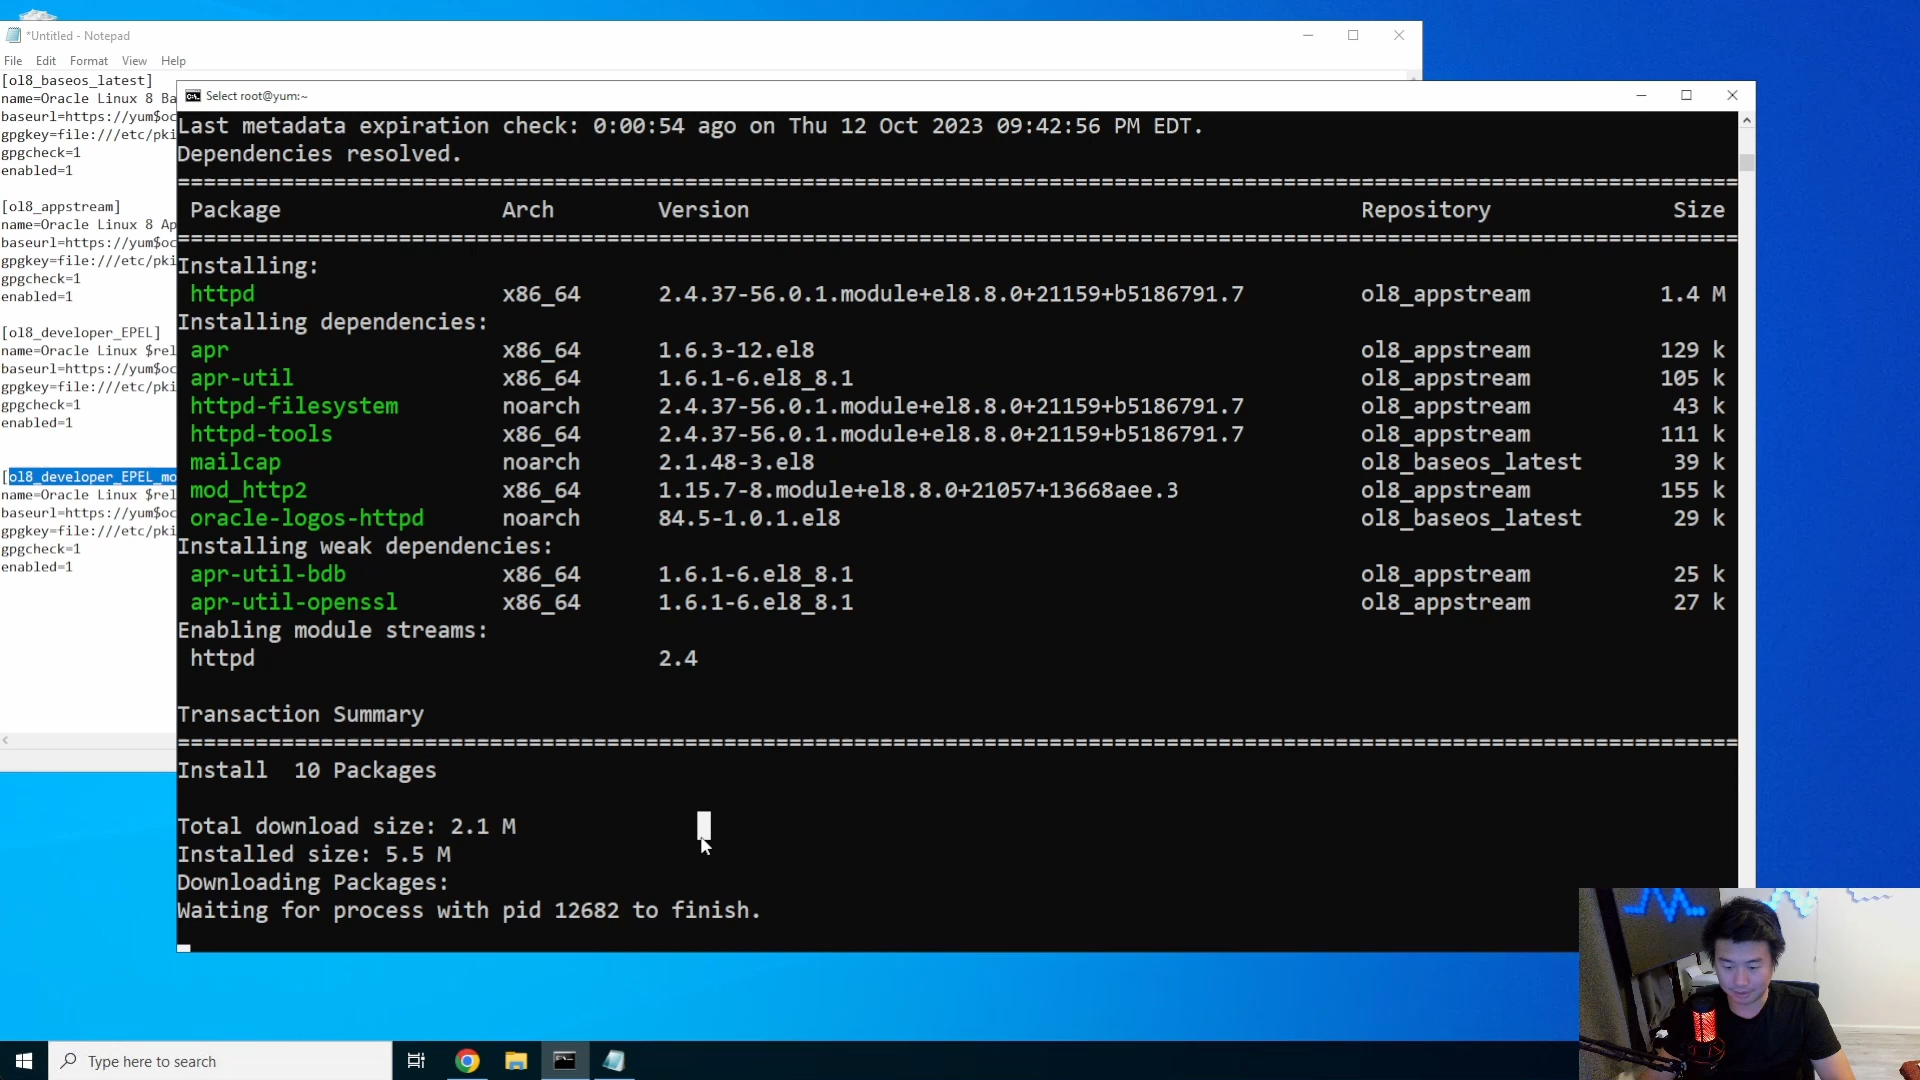 *Untitled - Notepad
File Edit Format View Help
[ol8_baseos_latest]
name=Oracle Linux 8 Ba
baseurl=https://yum$oc
gpgkey=file:///etc/pki
gpgcheck=1
enabled=1
[ol8_appstream]
name=Oracle Linux 8 Ap
baseurl=https://yum$oc
gpgkey=file:///etc/pki
gpgcheck=1
enabled=1
[ol8_developer_EPEL]
name=Oracle Linux $rel
baseurl=https://yum$oc
gpgkey=file:///etc/pki
gpgcheck=1
enabled=1
[ol8_developer_EPEL_mo
name=Oracle Linux $rel
baseurl=https://yum$oc
gpgkey=file:///etc/pki
gpgcheck=1
enabled=1
Select root@yum:~
Last metadata expiration check: 0:00:54 ago on Thu 12 Oct 2023 09:42:56 PM EDT.
Dependencies resolved.
================================================================================
Package Arch Version Repository Size
================================================================================
Installing:
httpd x86_64 2.4.37-56.0.1.module+el8.8.0+21159+b5186791.7 ol8_appstream 1.4 M
Installing dependencies:
apr x86_64 1.6.3-12.el8 ol8_appstream 129 k
apr-util x86_64 1.6.1-6.el8_8.1 ol8_appstream 105 k
httpd-filesystem noarch 2.4.37-56.0.1.module+el8.8.0+21159+b5186791.7 ol8_appstream 43 k
httpd-tools x86_64 2.4.37-56.0.1.module+el8.8.0+21159+b5186791.7 ol8_appstream 111 k
mailcap noarch 2.1.48-3.el8 ol8_baseos_latest 39 k
mod_http2 x86_64 1.15.7-8.module+el8.8.0+21057+13668aee.3 ol8_appstream 155 k
oracle-logos-httpd noarch 84.5-1.0.1.el8 ol8_baseos_latest 29 k
Installing weak dependencies:
apr-util-bdb x86_64 1.6.1-6.el8_8.1 ol8_appstream 25 k
apr-util-openssl x86_64 1.6.1-6.el8_8.1 ol8_appstream 27 k
Enabling module streams:
httpd 2.4
Transaction Summary
================================================================================
Install 10 Packages
Total download size: 2.1 M
Installed size: 5.5 M
Downloading Packages:
Waiting for process with pid 12682 to finish.
Type here to search